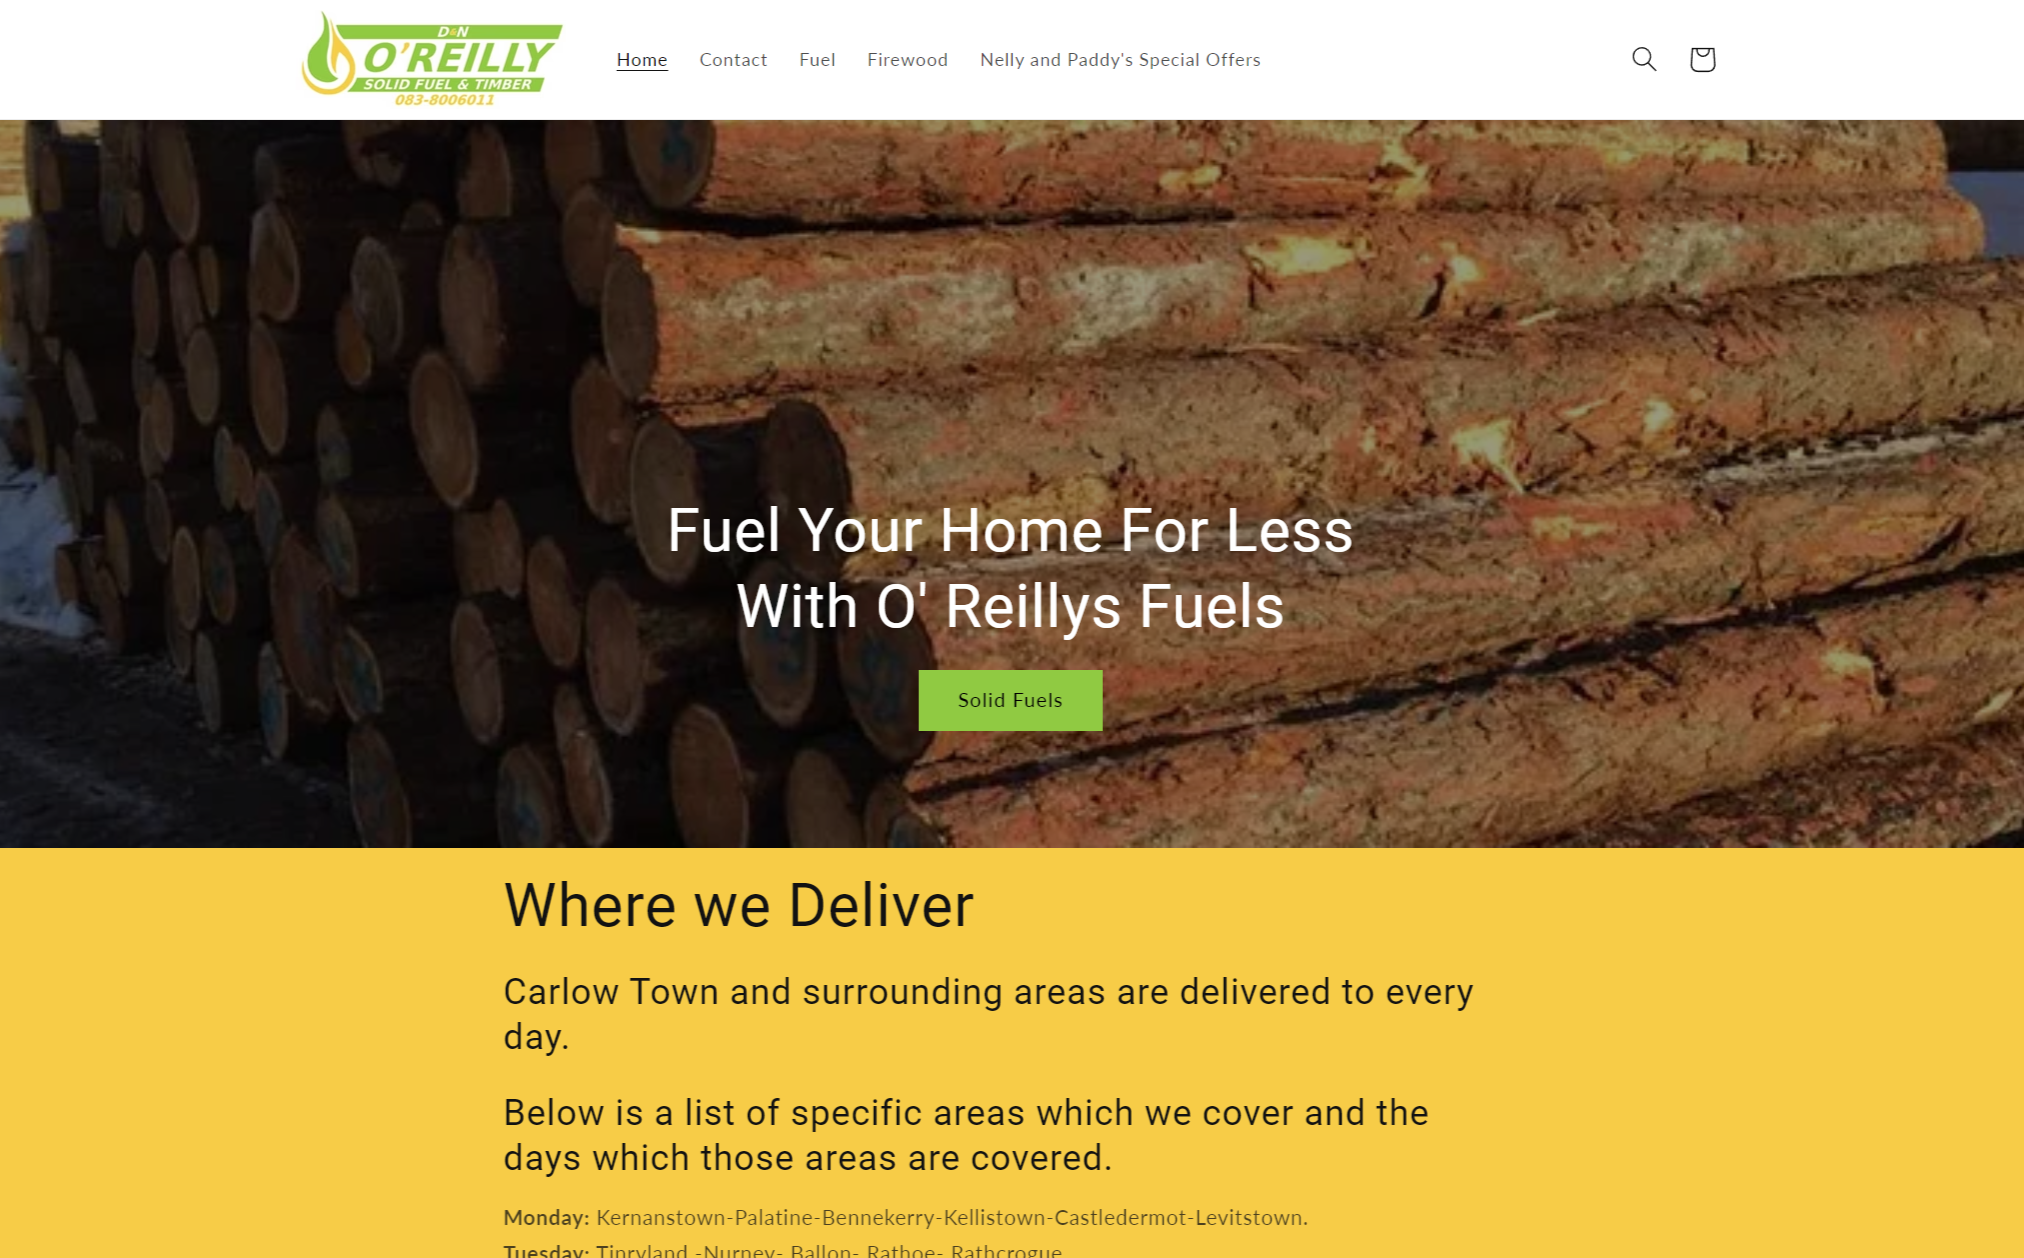 D&N
O'REILLY
SOLID FUEL & TIMBER
083-8006011
Home Contact Fuel Firewood Nelly and Paddy's Special Offers
Fuel Your Home For Less
With O' Reillys Fuels
Solid Fuels
Where we Deliver
Carlow Town and surrounding areas are delivered to every
day.
Below is a list of specific areas which we cover and the
days which those areas are covered.
Monday: Kernanstown-Palatine-Bennekerry-Kellistown-Castledermot-Levitstown.
Tuesday: Tinryland -Nurney- Ballon- Rathoe- Rathcrogue